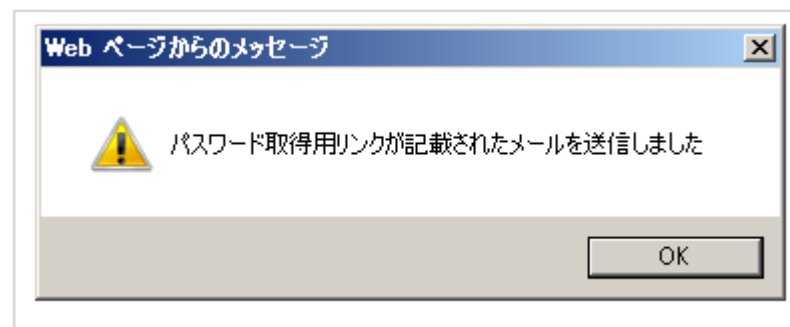 Web ページからのメッセージ
パスワード取得用リンクが記載されたメールを送信しました
OK